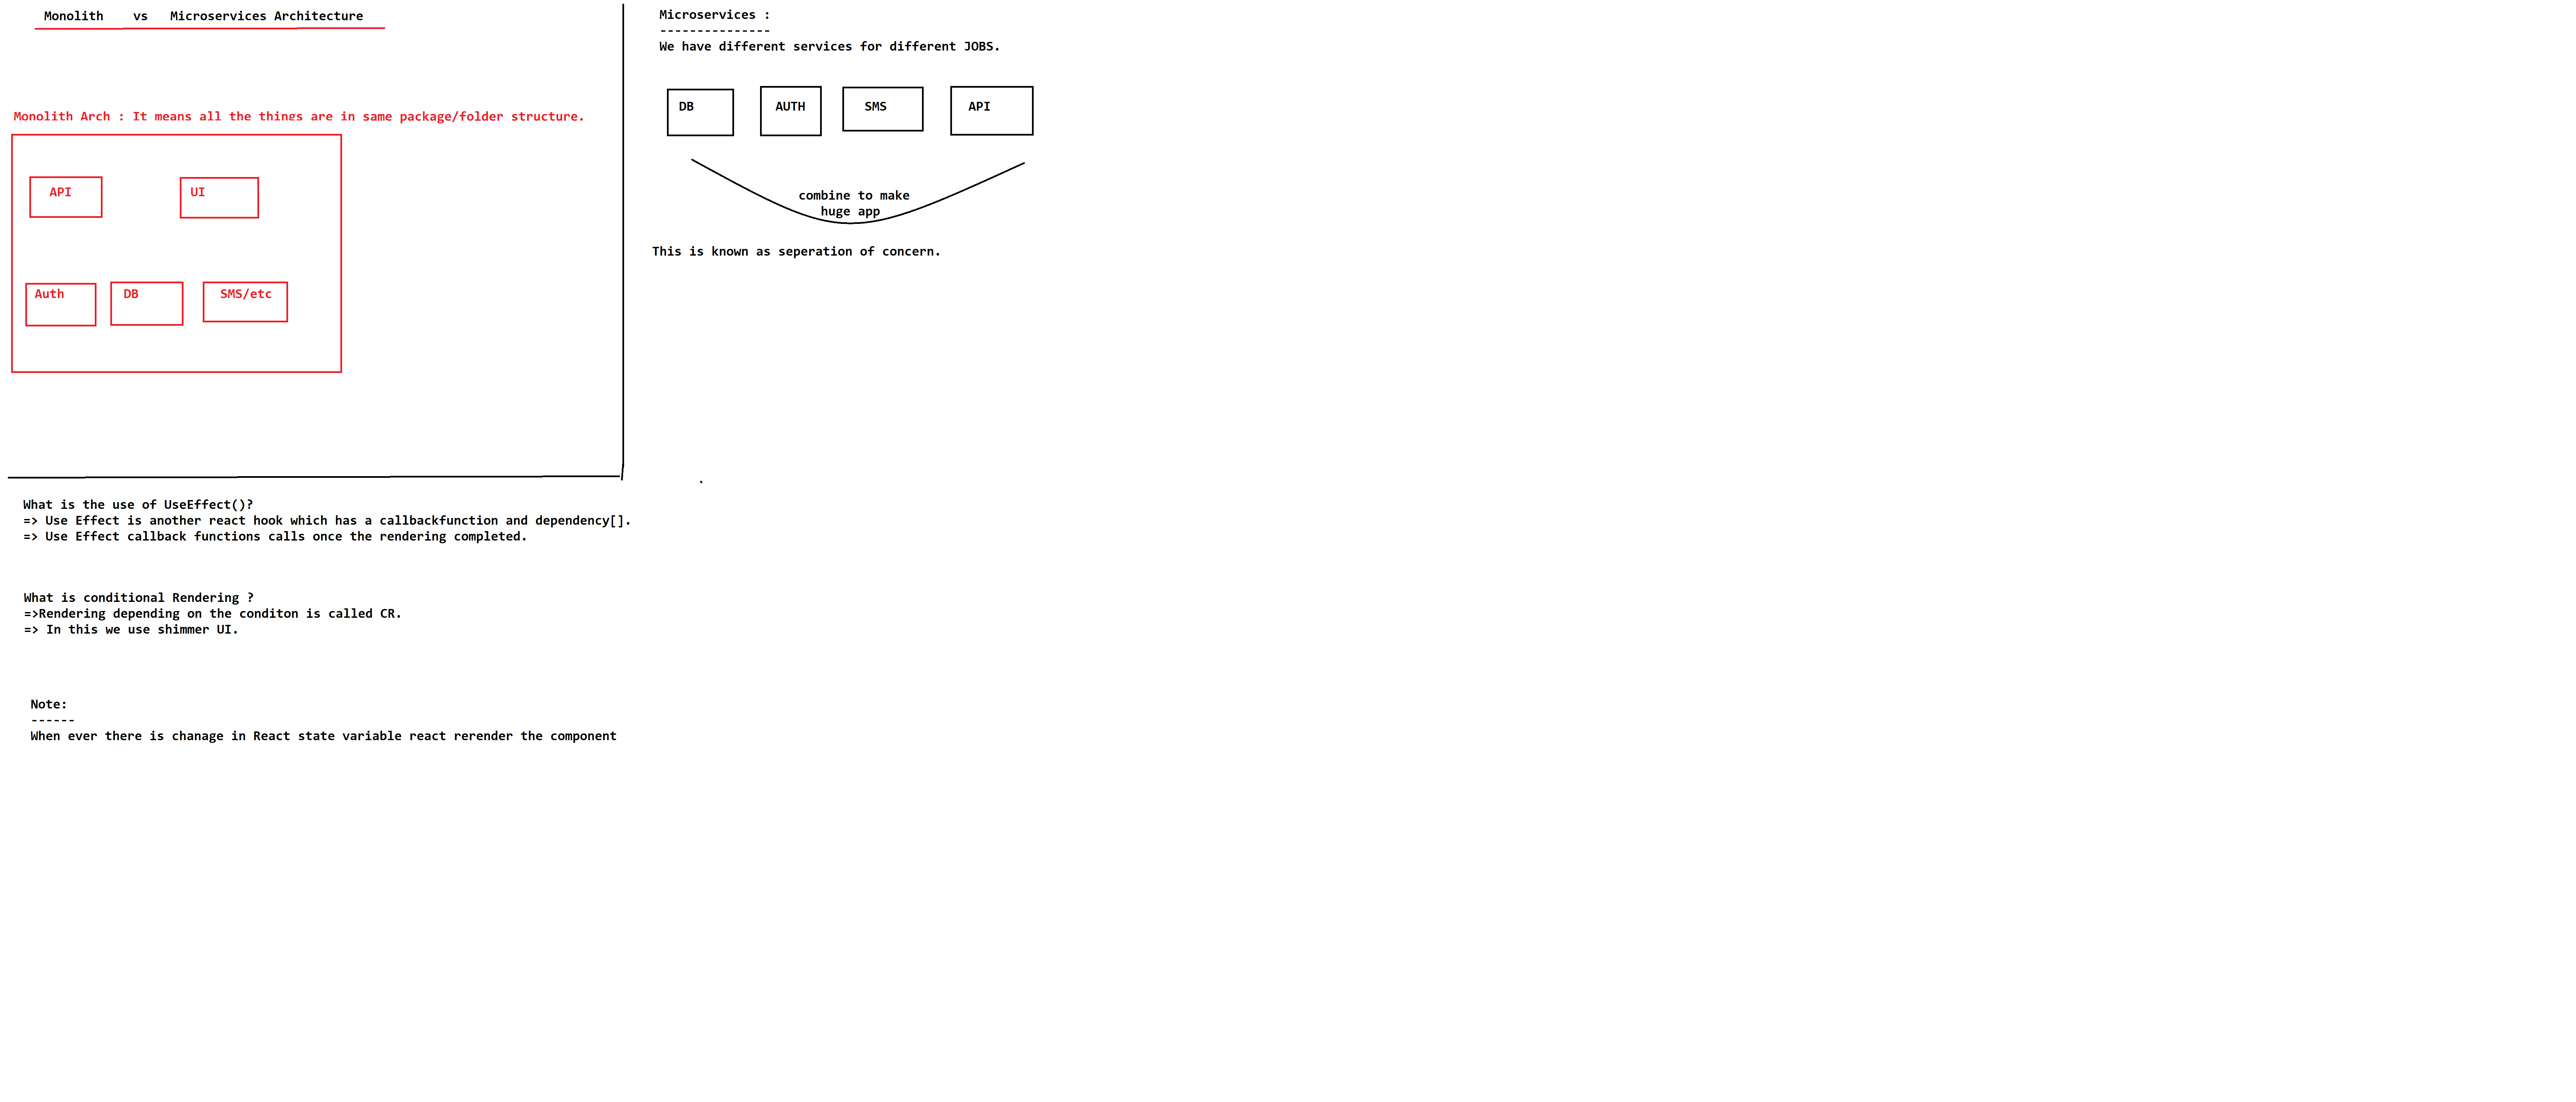 Monolith vs Microservices Architecture
Monolith Arch : It means all the things are in same package/folder structure.
API
UI
Auth
DB
SMS/etc
Microservices :
---------------
We have different services for different JOBS.
DB
AUTH
SMS
API
combine to make
huge app
This is known as seperation of concern.
What is the use of UseEffect()?
=> Use Effect is another react hook which has a callbackfunction and dependency[].
=> Use Effect callback functions calls once the rendering completed.
What is conditional Rendering ?
=>Rendering depending on the conditon is called CR.
=> In this we use shimmer UI.
Note:
------
When ever there is chanage in React state variable react rerender the component